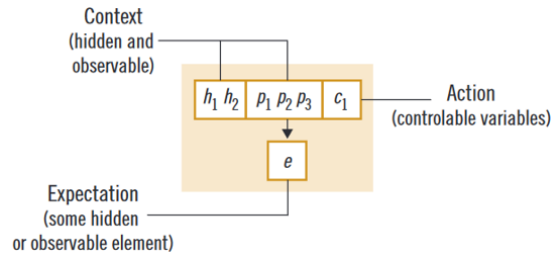 Context
(hidden and
observable)
h₁ h₂ p₁ p₂ p₃ c₁
Action
(controlable variables)
e
Expectation
(some hidden
or observable element)